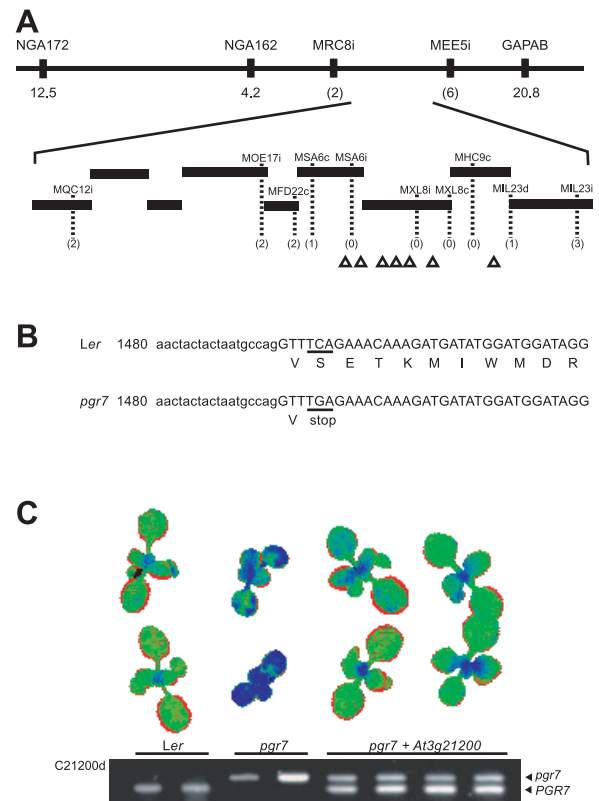 A
NGA172 NGA162 MRC8i MEE5i GAPAB
12.5 4.2 (2) (6) 20.8
MOE17i MSA6c MSA6i MHC9c
MQC12i MFD22c MXL8i MXL8c MIL23d MIL23i
(2) (2) (2) (1) (0) (0) (0) (0) (1) (3)
B
Ler 1480 aactactactaatgccagGTTTCAGAAACAAAGATGATATGGATGGATAGG
V S E T K M I W M D R
pgr7 1480 aactactactaatgccagGTTTGAGAAACAAAGATGATATGGATGGATAGG
V stop
C
Ler pgr7 pgr7 + At3g21200
C21200d
pgr7
PGR7